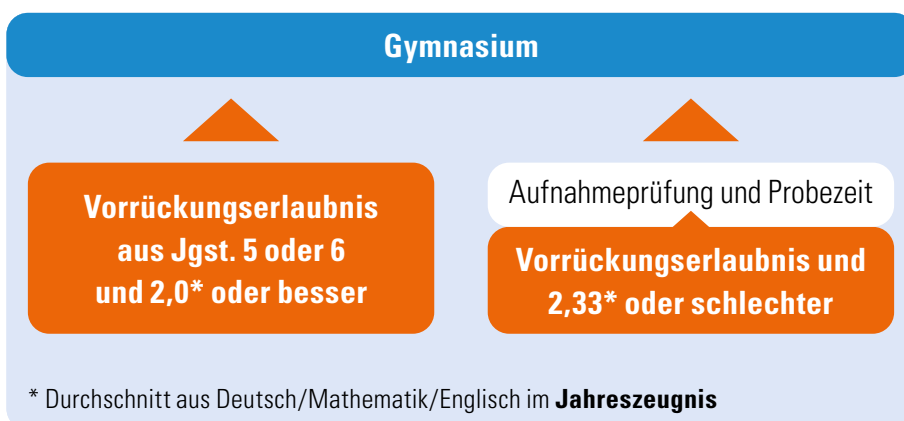 Gymnasium
Vorrückungserlaubnis
aus Jgst. 5 oder 6
und 2,0* oder besser
Aufnahmeprüfung und Probezeit
Vorrückungserlaubnis und
2,33* oder schlechter
* Durchschnitt aus Deutsch/Mathematik/Englisch im Jahreszeugnis